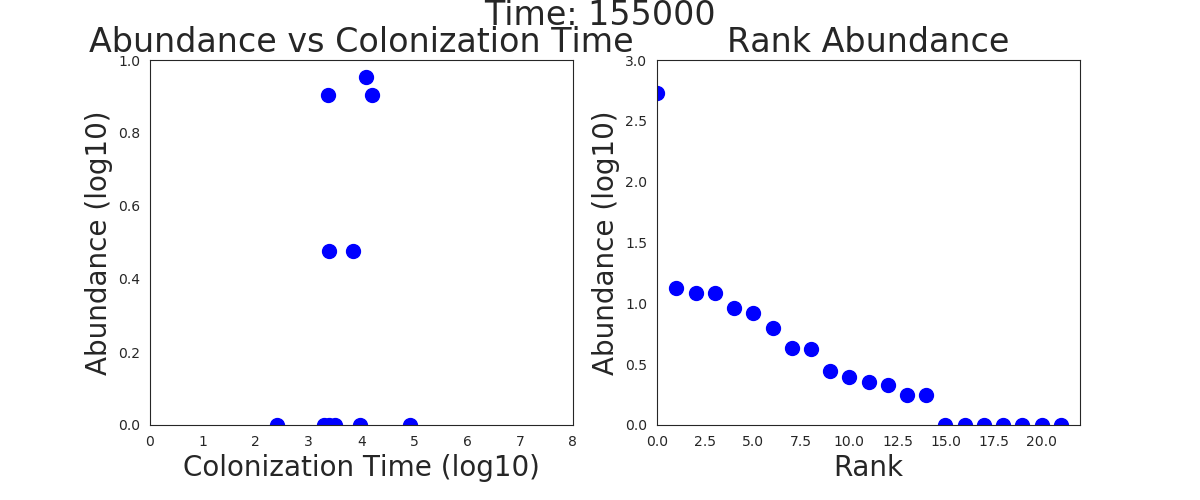 Time: 155000
Abundance vs Colonization Time
Rank Abundance
Abundance (log10)
1.0
0.8
0.6
0.4
0.2
0.0
0 1 2 3 4 5 6 7 8
Colonization Time (log10)
Abundance (log10)
3.0
2.5
2.0
1.5
1.0
0.5
0.0
0.0 2.5 5.0 7.5 10.0 12.5 15.0 17.5 20.0
Rank